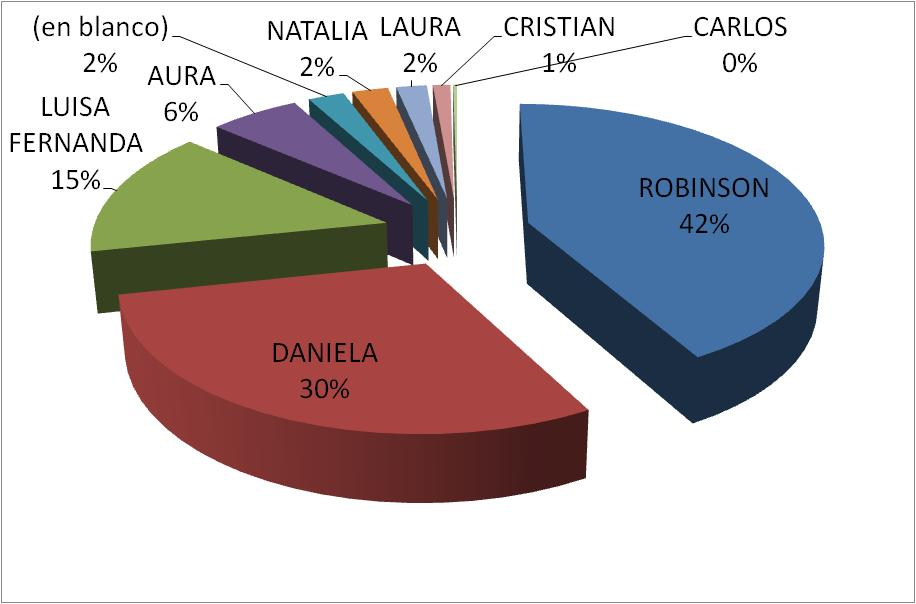 (en blanco)
2%
NATALIA
2%
LAURA
2%
CRISTIAN
1%
CARLOS
0%
AURA
6%
LUISA
FERNANDA
15%
ROBINSON
42%
DANIELA
30%